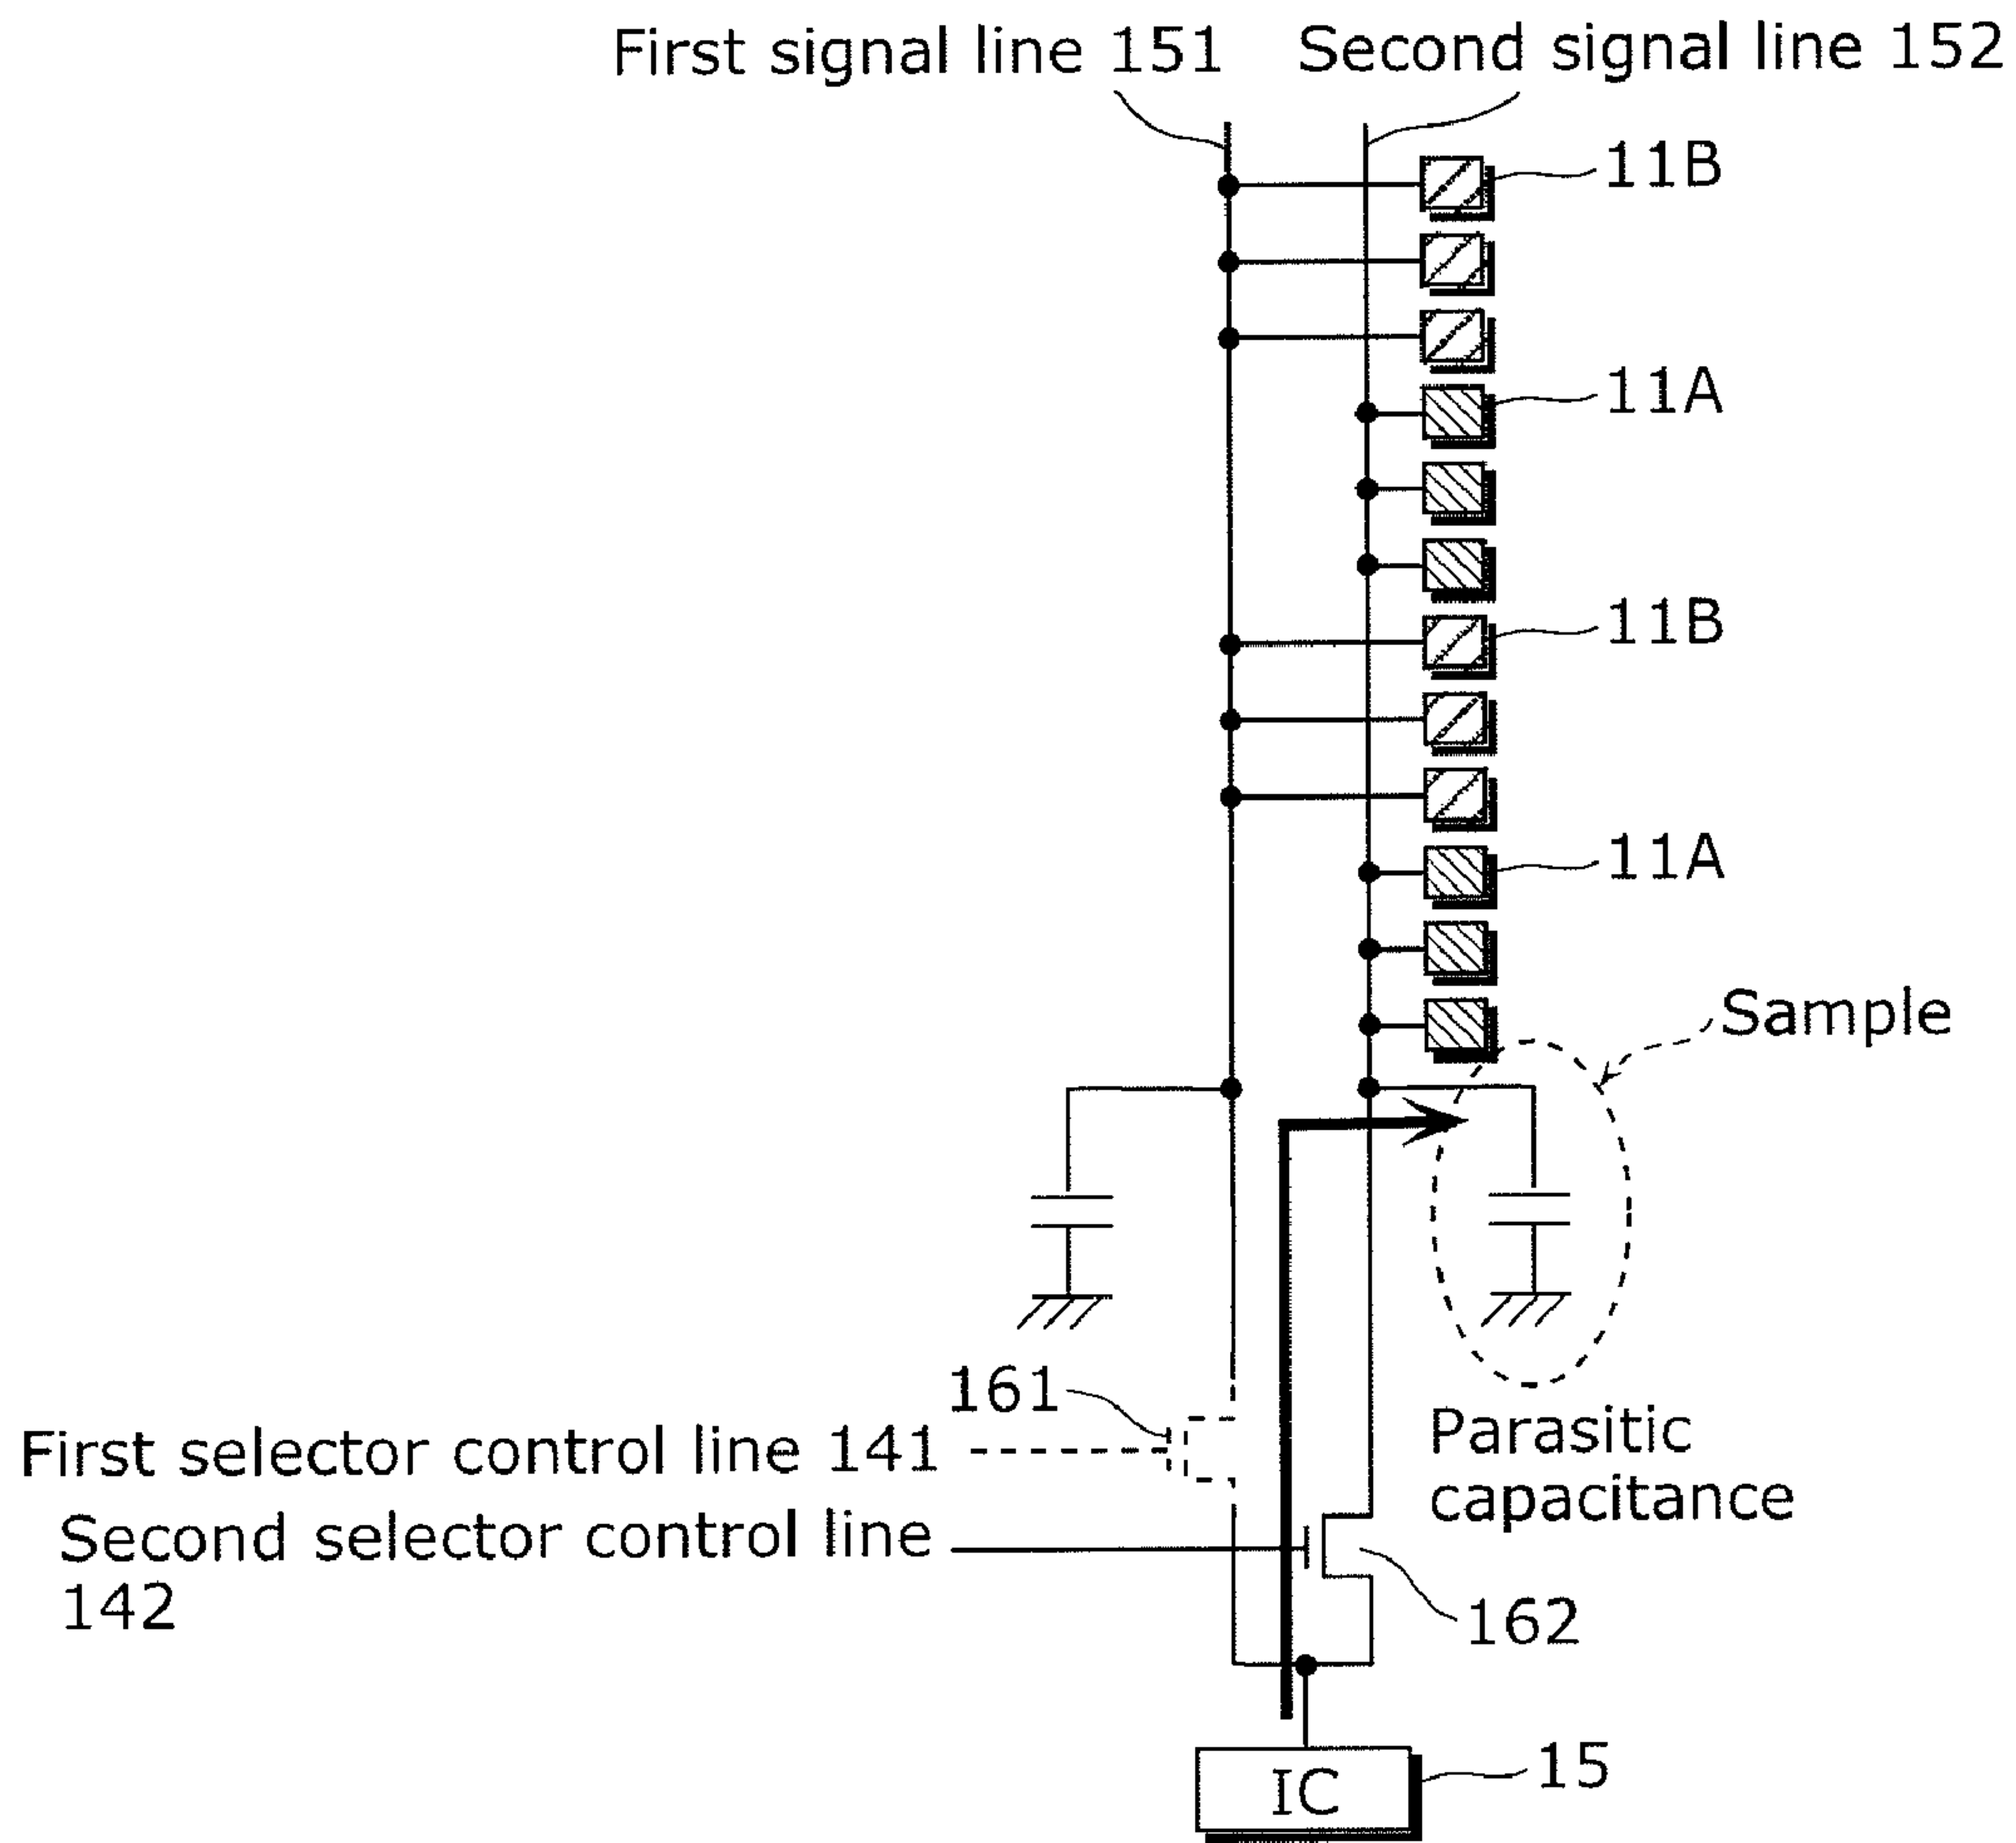 First signal line 151
Second signal line 152
11B
11A
11B
11A
Sample
161
First selector control line 141
Parasitic
capacitance
Second selector control line
142
162
15
IC